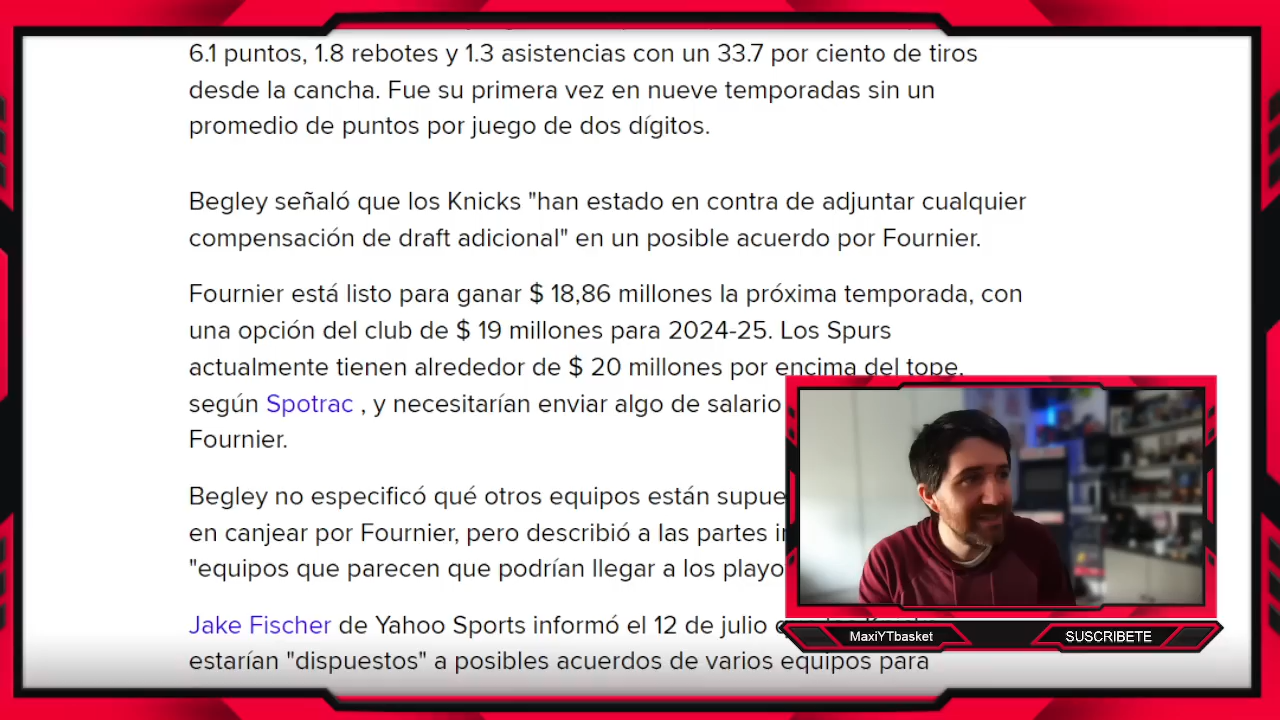 6.1 puntos, 1.8 rebotes y 1.3 asistencias con un 33.7 por ciento de tiros
desde la cancha. Fue su primera vez en nueve temporadas sin un
promedio de puntos por juego de dos dígitos.
Begley señaló que los Knicks "han estado en contra de adjuntar cualquier
compensación de draft adicional" en un posible acuerdo por Fournier.
Fournier está listo para ganar $ 18,86 millones la próxima temporada, con
una opción del club de $ 19 millones para 2024-25. Los Spurs
actualmente tienen alrededor de $ 20 millones por encima del tope,
según Spotrac , y necesitarían enviar algo de salario
Fournier.
Begley no especificó qué otros equipos están
en canjear por Fournier, pero describió a las partes
"equipos que parecen que podrían llegar a los
Jake Fischer de Yahoo Sports informó el 12 de julio
estarían "dispuestos" a posibles acuerdos de varios equipos para
MaxiYTbasket
SUSCRIBETE